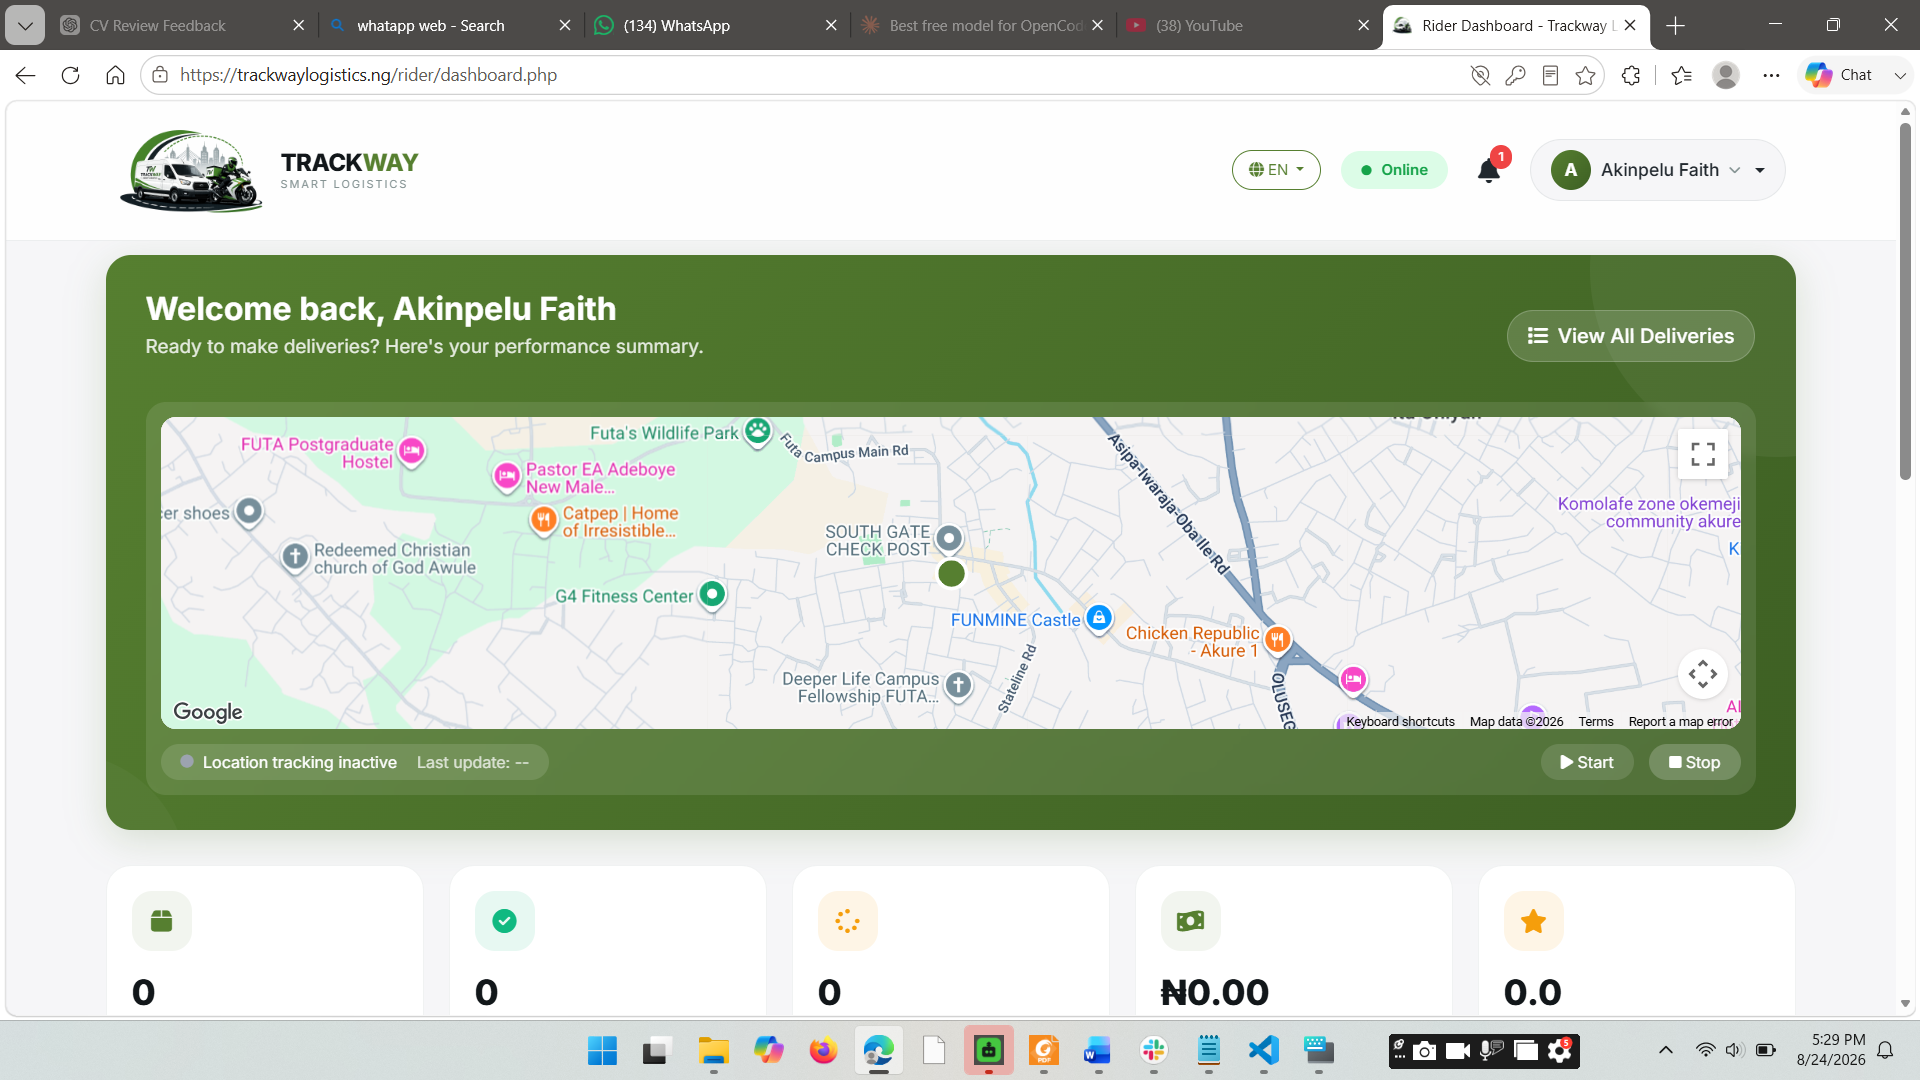 CV Review Feedback
whatapp web - Search
(134) WhatsApp
Best free model for OpenCod
(38) YouTube
Rider Dashboard - Trackway L
https://trackwaylogistics.ng/rider/dashboard.php
Chat
TRACKWAY
SMART LOGISTICS
EN
Online
1
A
Akinpelu Faith
Welcome back, Akinpelu Faith
Ready to make deliveries? Here's your performance summary.
View All Deliveries
FUTA Postgraduate
Hostel
Futa's Wildlife Park
Futa Campus Main Rd
Pastor EA Adeboye
New Male...
Catpep | Home
of Irresistible...
cer shoes
Redeemed Christian
church of God Awule
SOUTH GATE
CHECK POST
G4 Fitness Center
FUNMINE Castle
Asipa-Iwaraja-Oba Ile Rd
Komolafe zone okemeji
community akure
K
Chicken Republic
- Akure 1
Deeper Life Campus
Fellowship FUTA...
Stateline Rd
OLUSEG
Al
Google
Keyboard shortcuts
Map data ©2026
Terms
Report a map error
Location tracking inactive
Last update: --
Start
Stop
0
0
0
₦0.00
0.0
5
5:29 PM
8/24/2026